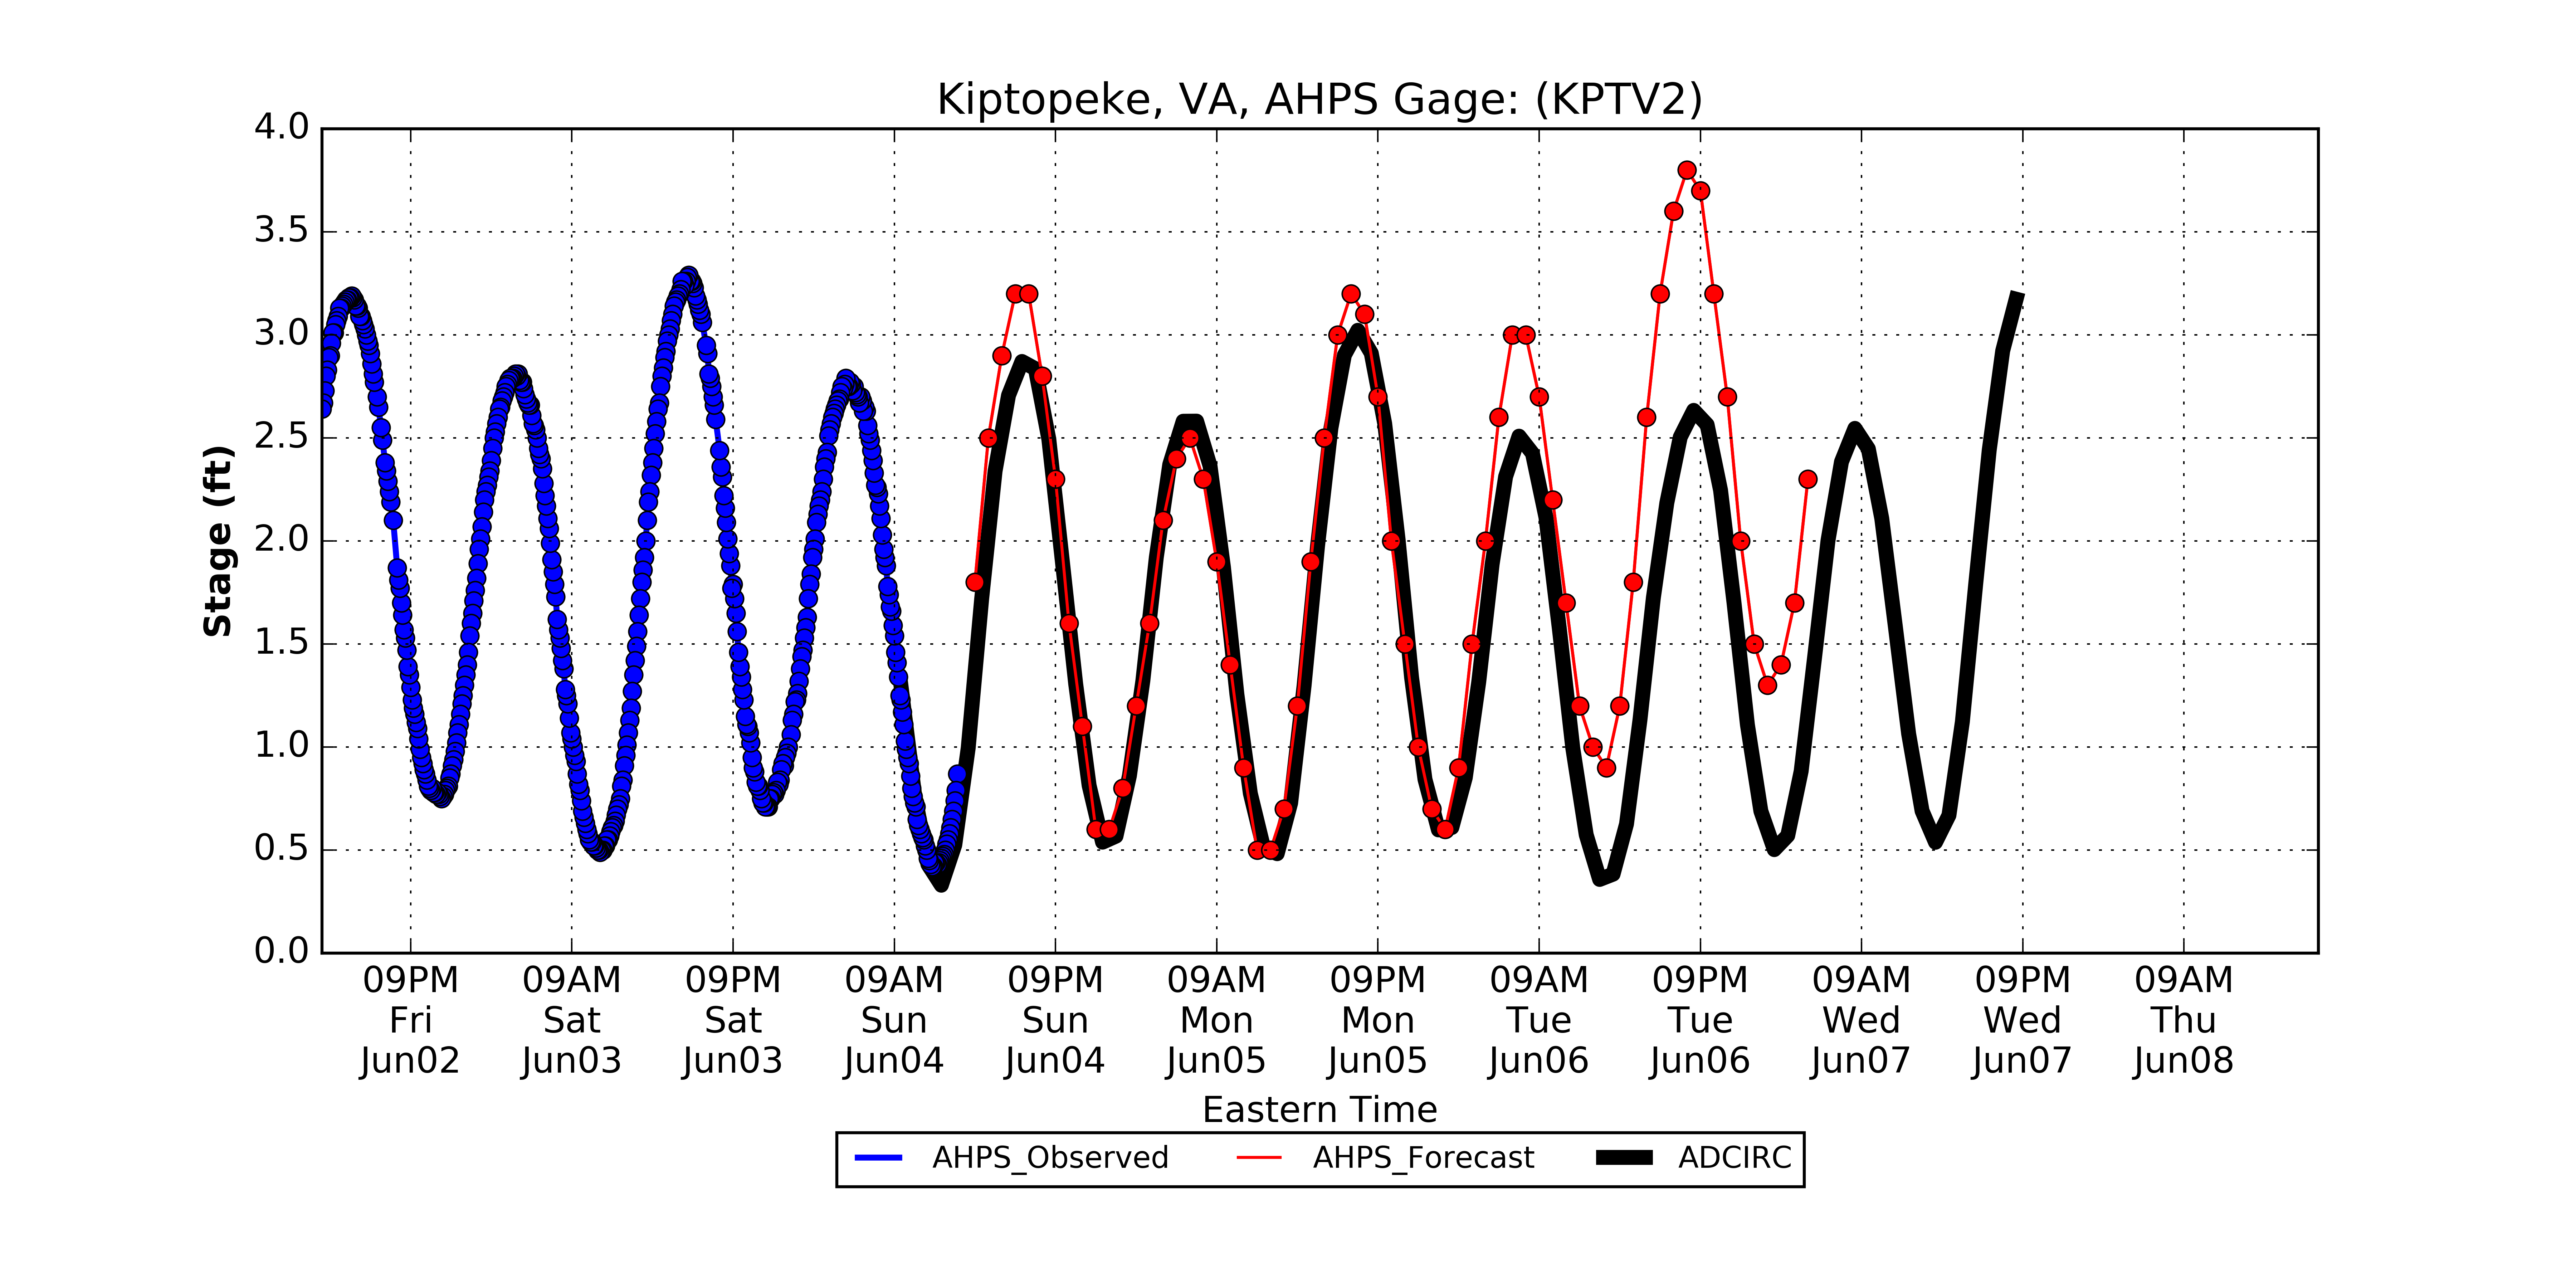 Kiptopeke, VA, AHPS Gage: (KPTV2)
4.0
3.5
3.0
2.5
2.0
1.5
1.0
0.5
0.0
Stage (ft)
09PM 09AM 09PM 09AM 09PM 09AM 09PM 09AM 09PM 09AM 09PM 09AM
Fri Sat Sat Sun Sun Mon Mon Tue Tue Wed Wed Thu
Jun02 Jun03 Jun03 Jun04 Jun04 Jun05 Jun05 Jun06 Jun06 Jun07 Jun07 Jun08
Eastern Time
AHPS_Observed AHPS_Forecast ADCIRC